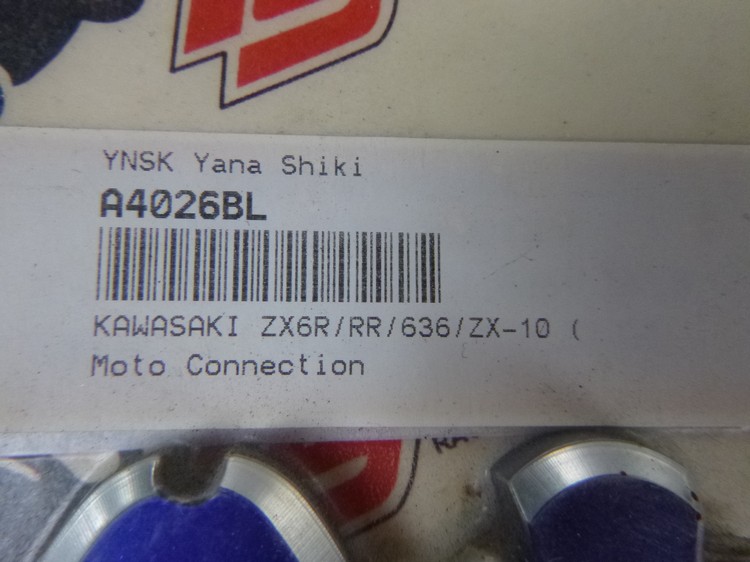 YNSK Yana Shiki
A4026BL
KAWASAKI ZX6R/RR/636/ZX-10 (
Moto Connection